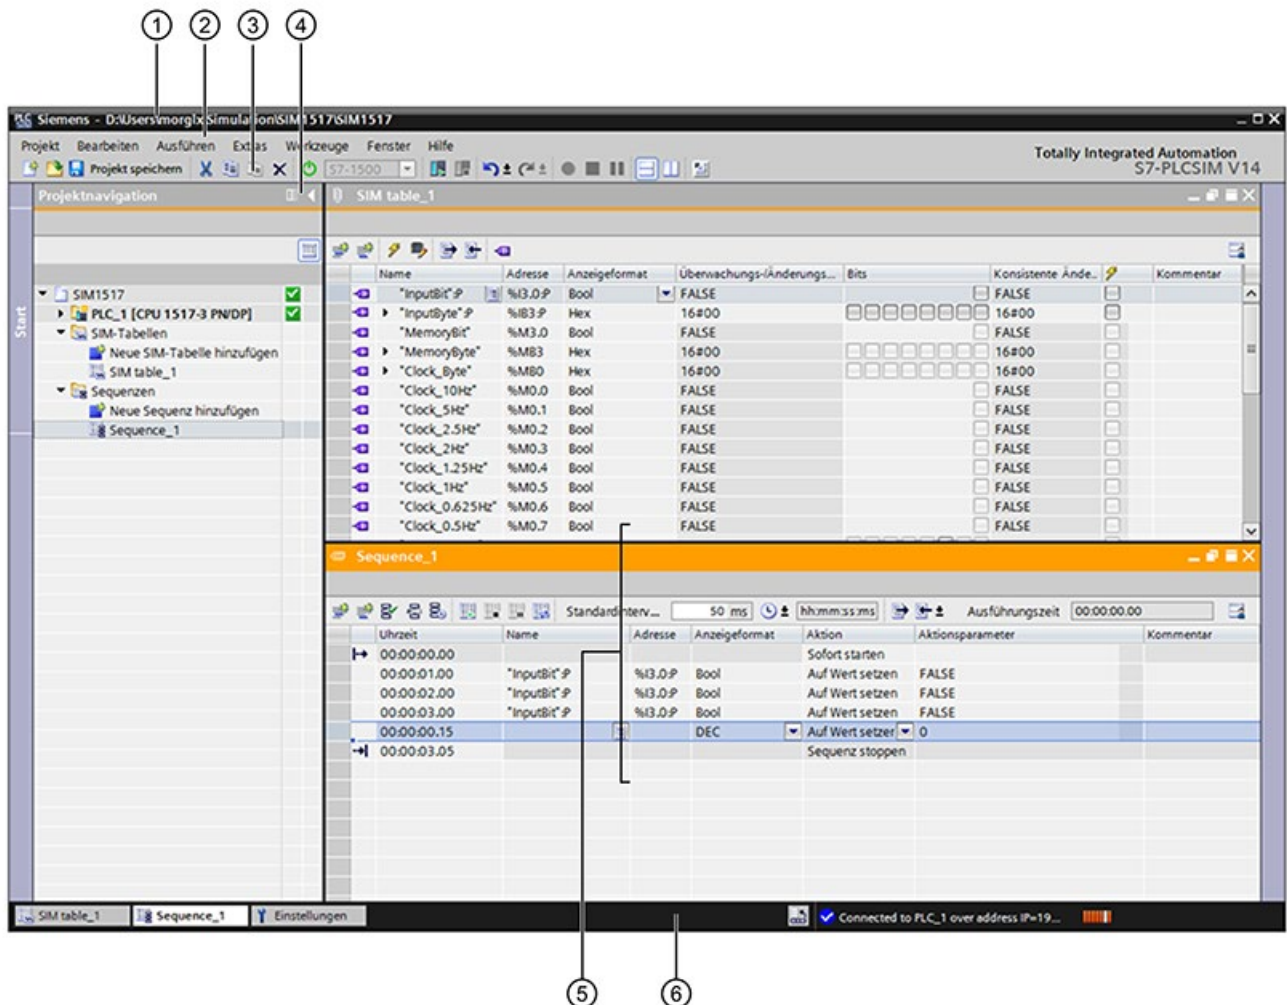 ① ② ③ ④
Siemens - D:\Users\morglx\Simulation\SIM1517\SIM1517
Projekt Bearbeiten Ausführen Extras Werkzeuge Fenster Hilfe
Totally Integrated Automation
S7-PLCSIM V14
Projekt speichern S7-1500
Projektnavigation
Start
SIM1517
PLC_1 [CPU 1517-3 PN/DP]
SIM-Tabellen
Neue SIM-Tabelle hinzufügen
SIM table_1
Sequenzen
Neue Sequenz hinzufügen
Sequence_1
SIM table_1
Name Adresse Anzeigeformat Überwachungs-/Änderungs... Bits Konsistente Ände.. Kommentar
"InputBit":P %I3.0:P Bool FALSE FALSE
"InputByte":P %IB3:P Hex 16#00 16#00
"MemoryBit" %M3.0 Bool FALSE FALSE
"MemoryByte" %MB3 Hex 16#00 16#00
"Clock_Byte" %MB0 Hex 16#00 16#00
"Clock_10Hz" %M0.0 Bool FALSE FALSE
"Clock_5Hz" %M0.1 Bool FALSE FALSE
"Clock_2.5Hz" %M0.2 Bool FALSE FALSE
"Clock_2Hz" %M0.3 Bool FALSE FALSE
"Clock_1.25Hz" %M0.4 Bool FALSE FALSE
"Clock_1Hz" %M0.5 Bool FALSE FALSE
"Clock_0.625Hz" %M0.6 Bool FALSE FALSE
"Clock_0.5Hz" %M0.7 Bool FALSE FALSE
Sequence_1
Standardinterv... 50 ms hh:mm:ss:ms Ausführungszeit 00:00:00.00
Uhrzeit Name Adresse Anzeigeformat Aktion Aktionsparameter Kommentar
00:00:00.00 Sofort starten
00:00:01.00 "InputBit":P %I3.0:P Bool Auf Wert setzen FALSE
00:00:02.00 "InputBit":P %I3.0:P Bool Auf Wert setzen FALSE
00:00:03.00 "InputBit":P %I3.0:P Bool Auf Wert setzen FALSE
00:00:00.15 DEC Auf Wert setzer 0
00:00:03.05 Sequenz stoppen
SIM table_1 Sequence_1 Einstellungen Connected to PLC_1 over address IP=19...
⑤ ⑥